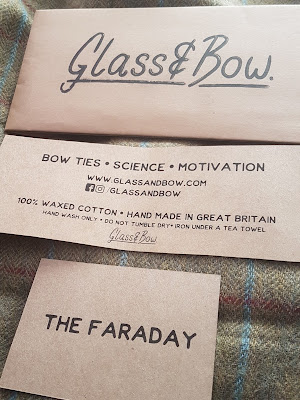 Glass&Bow.
BOW TIES • SCIENCE • MOTIVATION
WWW.GLASSANDBOW.COM
/GLASSANDBOW
100% WAXED COTTON • HAND MADE IN GREAT BRITAIN
HAND WASH ONLY • DO NOT TUMBLE DRY • IRON UNDER A TEA TOWEL
Glass&Bow.
THE FARADAY